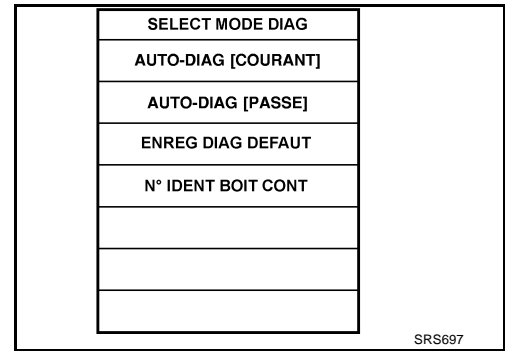 SELECT MODE DIAG
AUTO-DIAG [COURANT]
AUTO-DIAG [PASSE]
ENREG DIAG DEFAUT
N° IDENT BOIT CONT
SRS697